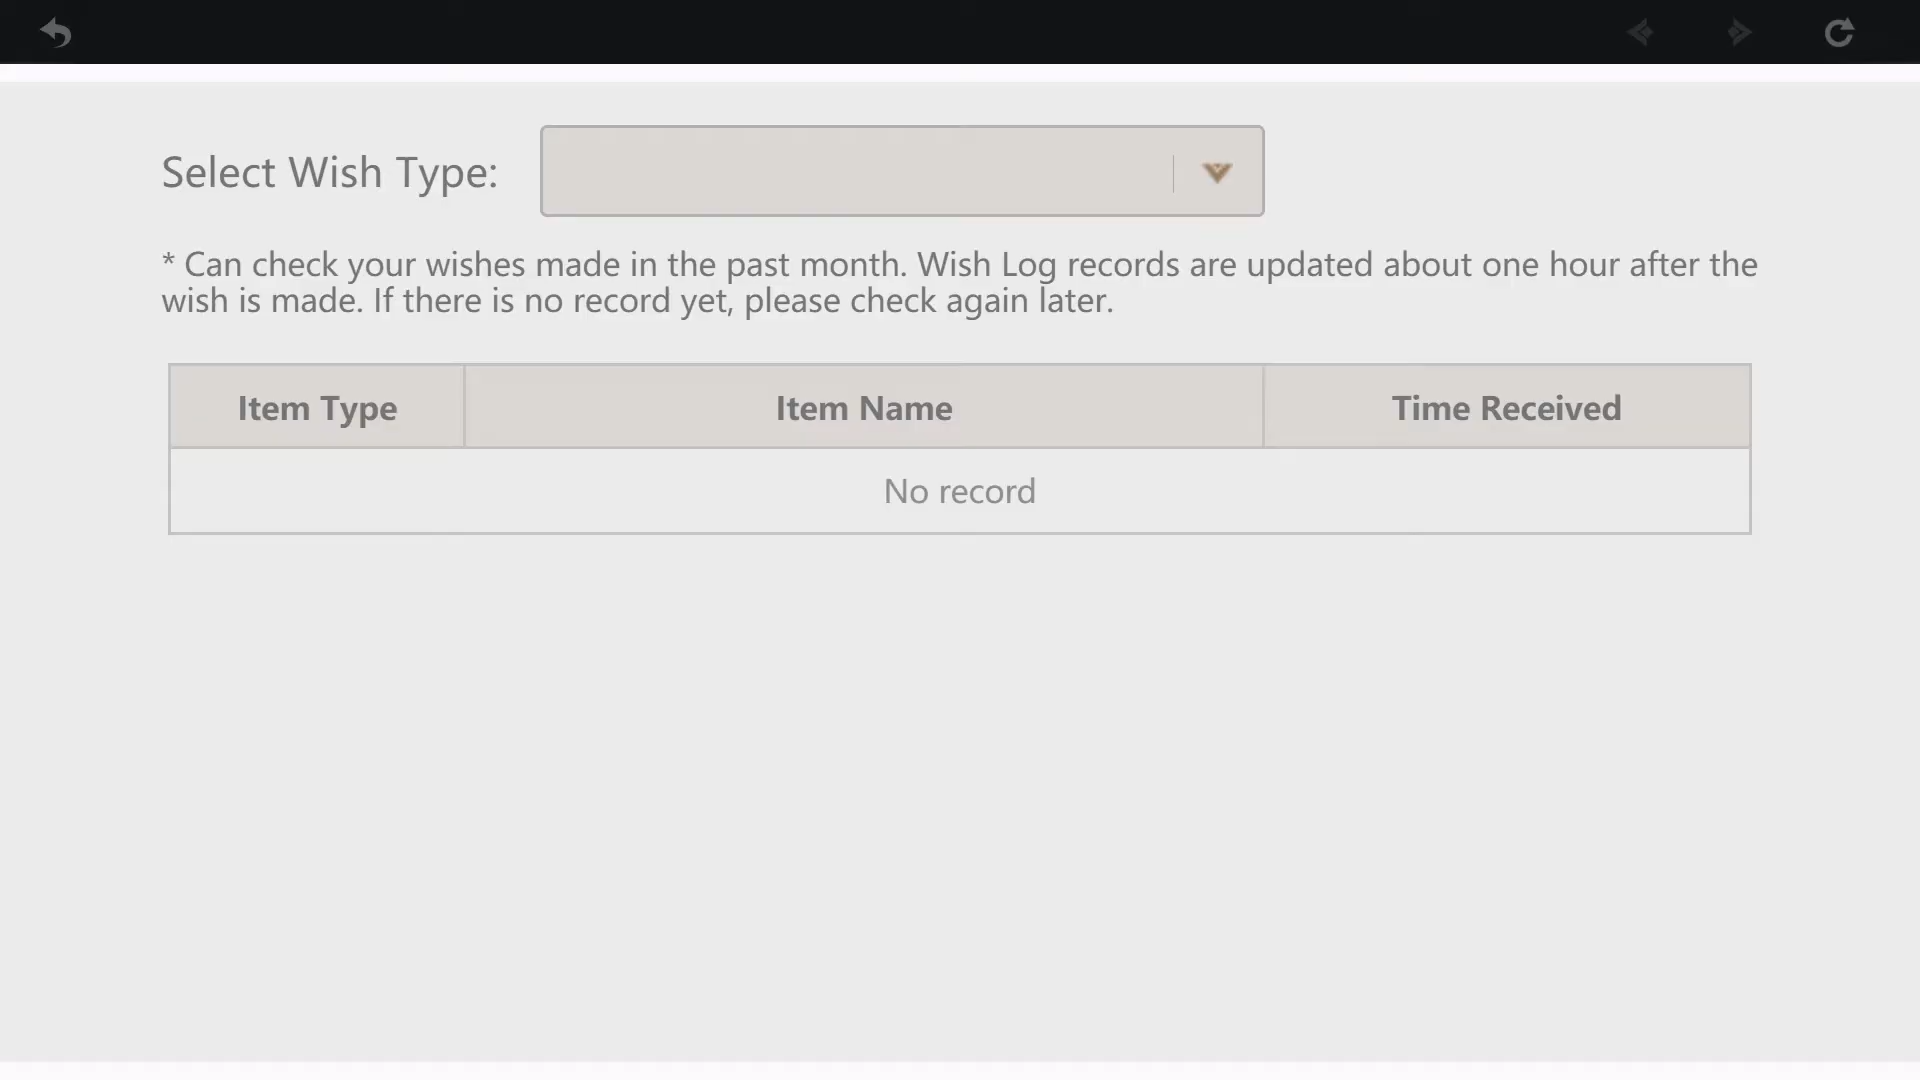 Select Wish Type:
* Can check your wishes made in the past month. Wish Log records are updated about one hour after the
wish is made. If there is no record yet, please check again later.
Item Type Item Name Time Received
No record